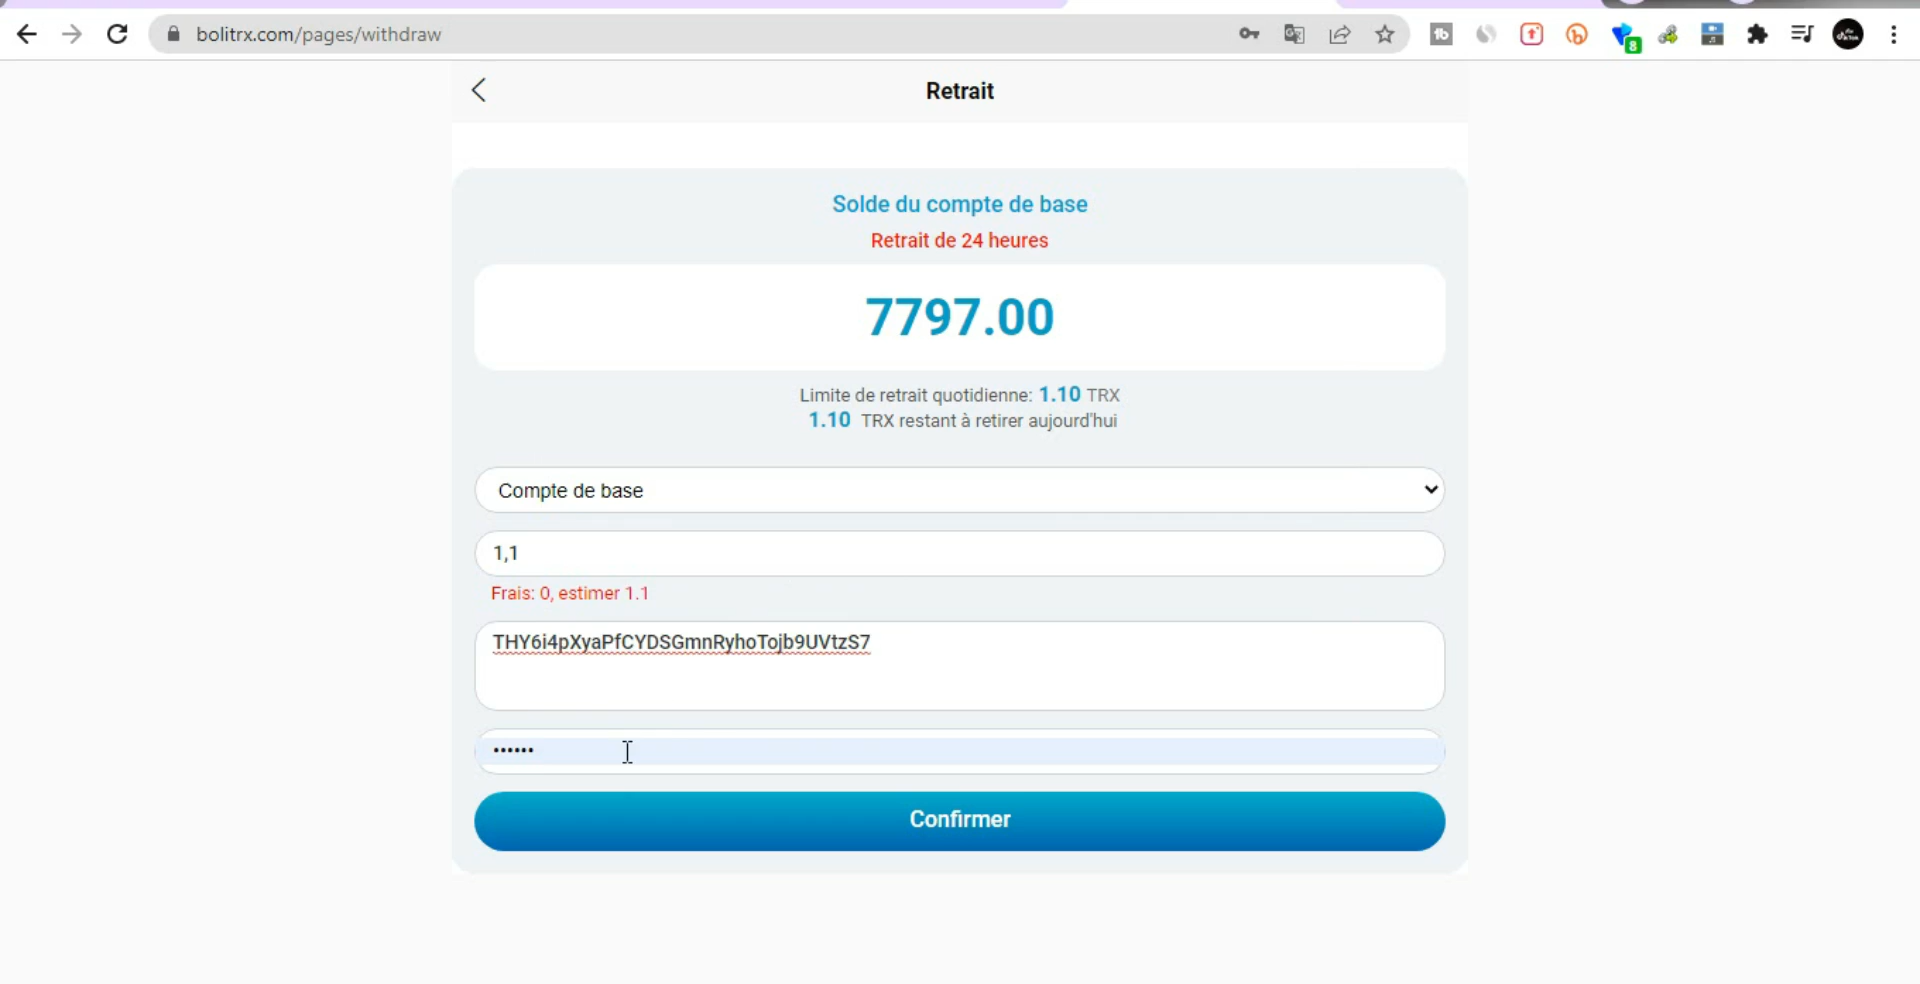 bolitrx.com/pages/withdraw
8
Retrait
Solde du compte de base
Retrait de 24 heures
7797.00
Limite de retrait quotidienne: 1.10 TRX
1.10 TRX restant à retirer aujourd'hui
Compte de base
1,1
Frais: 0, estimer 1.1
THY6i4pXyaPfCYDSGmnRyhoTojb9UVtzS7
••••••
Confirmer